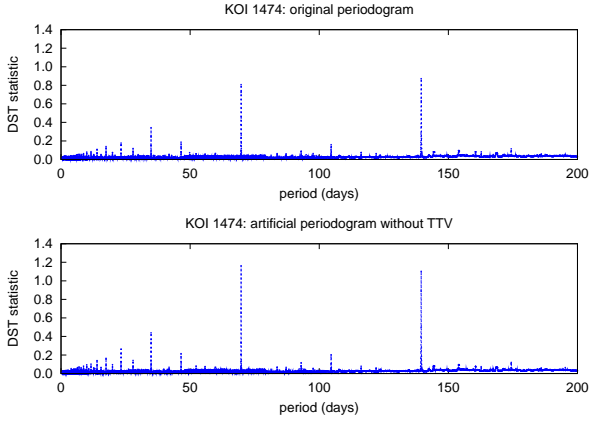 KOI 1474: original periodogram
1.4
1.2
1.0
0.8
0.6
0.4
0.2
0.0
DST statistic
0 50 100 150 200
period (days)
KOI 1474: artificial periodogram without TTV
1.4
1.2
1.0
0.8
0.6
0.4
0.2
0.0
DST statistic
0 50 100 150 200
period (days)